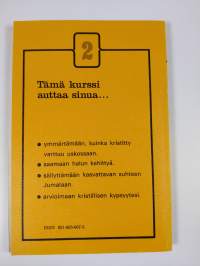 2
Tämä kurssi
auttaa sinua...
• ymmärtämään, kuinka kristitty
varttuu uskossaan.
• saamaan halun kehittyä.
• säilyttämään kasvattavan suhteen
Jumalaan.
• arvioimaan kristillisen kypsyytesi.
ISBN